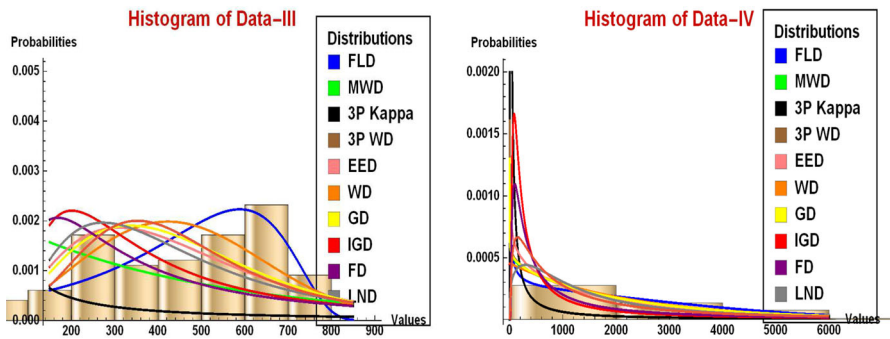 Histogram of Data-III
Probabilities
0.005
0.004
0.003
0.002
0.001
0.000
200 300 400 500 600 700 800 900 Values
Distributions
FLD
MWD
3P Kappa
3P WD
EED
WD
GD
IGD
FD
LND
Histogram of Data-IV
Probabilities
0.0020
0.0015
0.0010
0.0005
0 1000 2000 3000 4000 5000 6000 Values
Distributions
FLD
MWD
3P Kappa
3P WD
EED
WD
GD
IGD
FD
LND